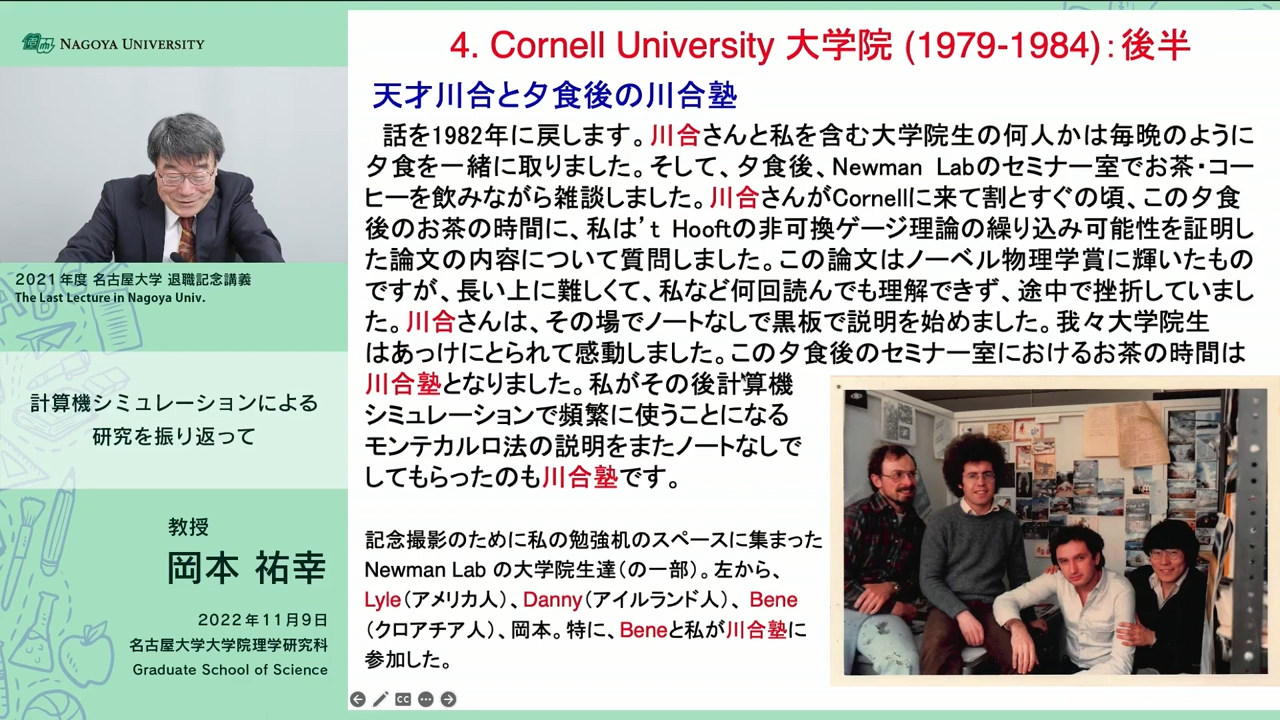 NAGOYA UNIVERSITY
2021年度 名古屋大学 退職記念講義
The Last Lecture in Nagoya Univ.
計算機シミュレーションによる
研究を振り返って
教授
岡本 祐幸
2022年11月9日
名古屋大学大学院理学研究科
Graduate School of Science
4. Cornell University 大学院 (1979-1984)：後半
天才川合と夕食後の川合塾
話を1982年に戻します。川合さんと私を含む大学院生の何人かは毎晩のように
夕食を一緒に取りました。そして、夕食後、Newman Labのセミナー室でお茶・コー
ヒーを飲みながら雑談しました。川合さんがCornellに来て割とすぐの頃、この夕食
後のお茶の時間に、私は’t Hooftの非可換ゲージ理論の繰り込み可能性を証明し
た論文の内容について質問しました。この論文はノーベル物理学賞に輝いたもの
ですが、長い上に難しくて、私など何回読んでも理解できず、途中で挫折していまし
た。川合さんは、その場でノートなしで黒板で説明を始めました。我々大学院生
はあっけにとられて感動しました。この夕食後のセミナー室におけるお茶の時間は
川合塾となりました。私がその後計算機
シミュレーションで頻繁に使うことになる
モンテカルロ法の説明をまたノートなしで
してもらったのも川合塾です。
記念撮影のために私の勉強机のスペースに集まった
Newman Lab の大学院生達（の一部）。左から、
Lyle（アメリカ人）、Danny（アイルランド人）、Bene
（クロアチア人）、岡本。特に、Beneと私が川合塾に
参加した。